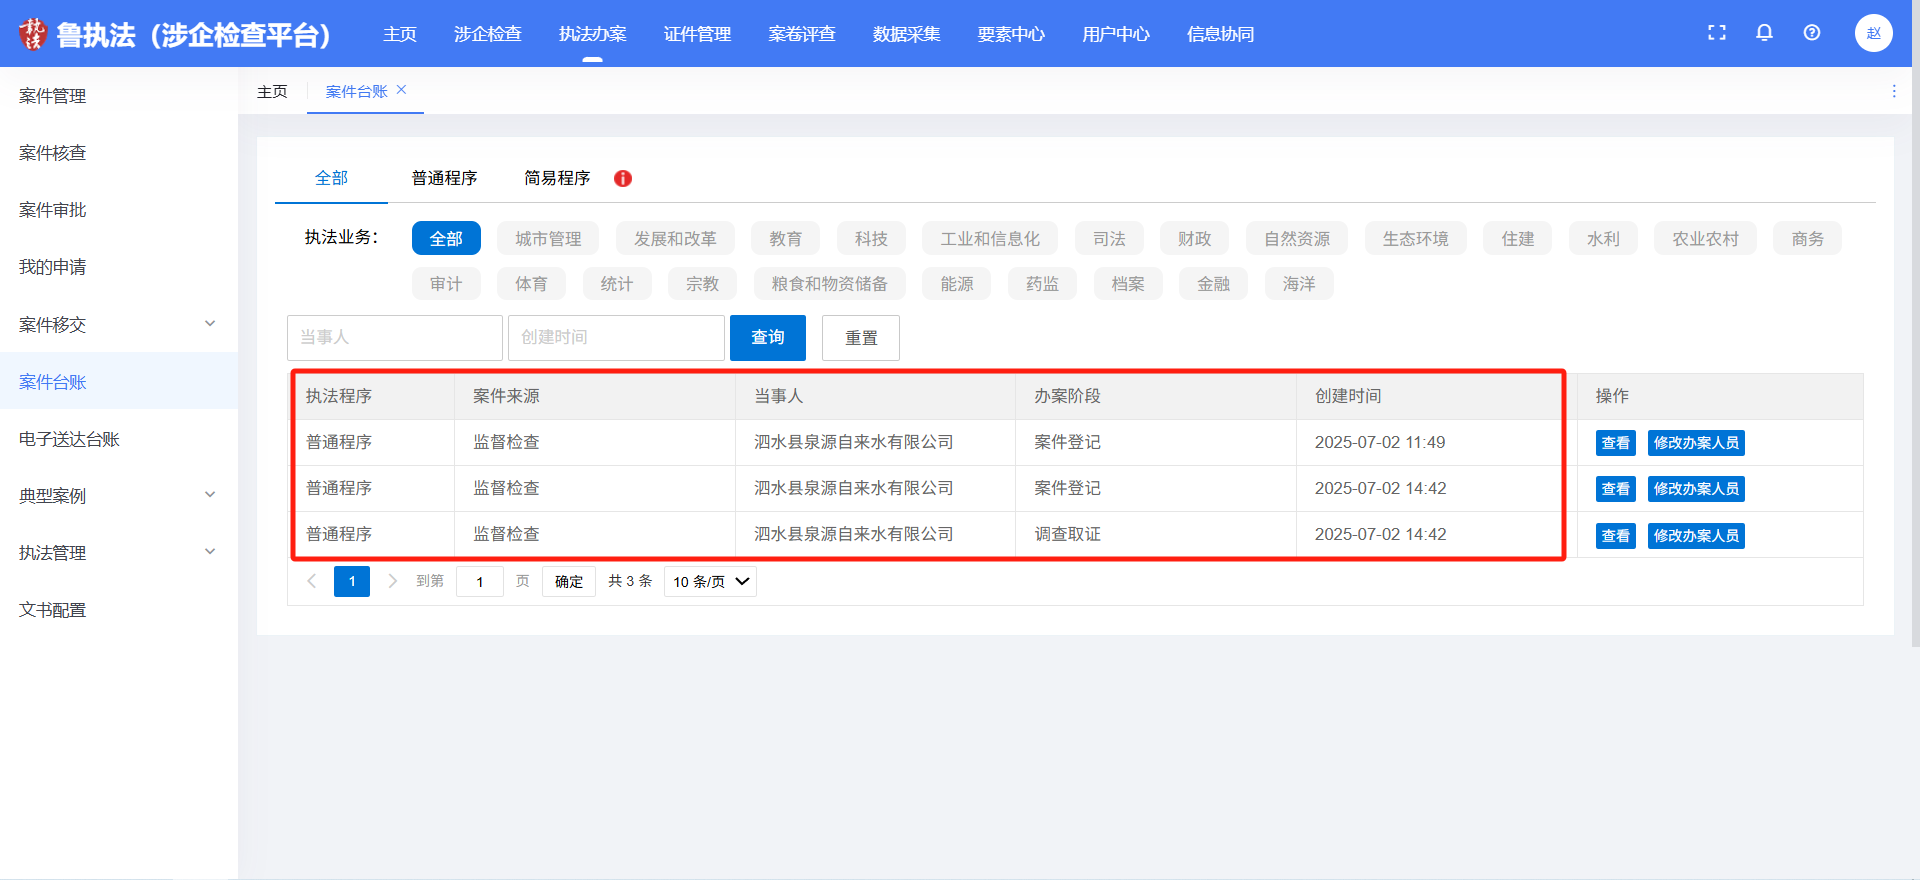 鲁执法（涉企检查平台） 主页 涉企检查 执法办案 证件管理 案卷评查 数据采集 要素中心 用户中心 信息协同 赵
案件管理
案件核查
案件审批
我的申请
案件移交
案件台账
电子送达台账
典型案例
执法管理
文书配置
主页 案件台账
全部 普通程序 简易程序
执法业务： 全部 城市管理 发展和改革 教育 科技 工业和信息化 司法 财政 自然资源 生态环境 住建 水利 农业农村 商务
审计 体育 统计 宗教 粮食和物资储备 能源 药监 档案 金融 海洋
当事人 创建时间 查询 重置
执法程序 案件来源 当事人 办案阶段 创建时间 操作
普通程序 监督检查 泗水县泉源自来水有限公司 案件登记 2025-07-02 11:49 查看 修改办案人员
普通程序 监督检查 泗水县泉源自来水有限公司 案件登记 2025-07-02 14:42 查看 修改办案人员
普通程序 监督检查 泗水县泉源自来水有限公司 调查取证 2025-07-02 14:42 查看 修改办案人员
1 到第 1 页 确定 共 3 条 10 条/页